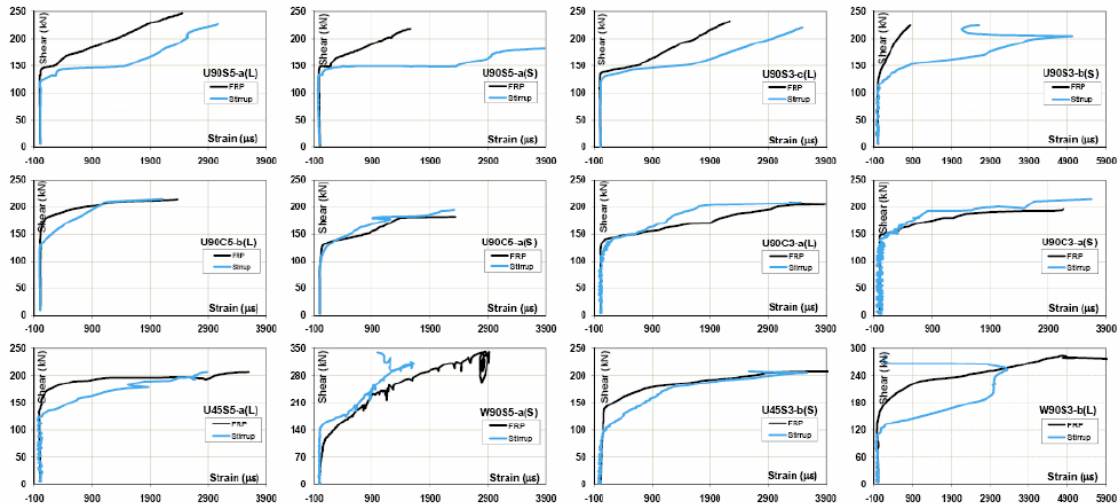 250
200
150
100
50
0
Shear (kN)
U90S5-a(L)
FRP
Stirrup
Strain (µs)
-100 900 1900 2900 3900
250
200
150
100
50
0
Shear (kN)
U90S5-a(S)
FRP
Stirrup
Strain (µs)
-100 900 1900 2900 3900
250
200
150
100
50
0
Shear (kN)
U90S3-c(L)
FRP
Stirrup
Strain (µs)
-100 900 1900 2900 3900
250
200
150
100
50
0
Shear (kN)
U90S3-b(S)
FRP
Stirrup
Strain (µs)
-100 900 1900 2900 3900 4900 5900
250
200
150
100
50
0
Shear (kN)
U90C5-b(L)
FRP
Stirrup
Strain (µs)
-100 900 1900 2900 3900
250
200
150
100
50
0
Shear (kN)
U90C5-a(S)
FRP
Stirrup
Strain (µs)
-100 900 1900 2900 3900
250
200
150
100
50
0
Shear (kN)
U90C3-a(L)
FRP
Stirrup
Strain (µs)
-100 900 1900 2900 3900
250
200
150
100
50
0
Shear (kN)
U90C3-a(S)
FRP
Stirrup
Strain (µs)
-100 900 1900 2900 3900
250
200
150
100
50
0
Shear (kN)
U45S5-a(L)
FRP
Stirrup
Strain (µs)
-100 900 1900 2900 3900
350
280
210
140
70
0
Shear (kN)
W90S5-a(S)
FRP
Stirrup
Strain (µs)
-100 900 1900 2900 3900
250
200
150
100
50
0
Shear (kN)
U45S3-b(S)
FRP
Stirrup
Strain (µs)
-100 900 1900 2900 3900
300
240
180
120
60
0
Shear (kN)
W90S3-b(L)
FRP
Stirrup
Strain (µs)
-100 900 1900 2900 3900 4900 5900